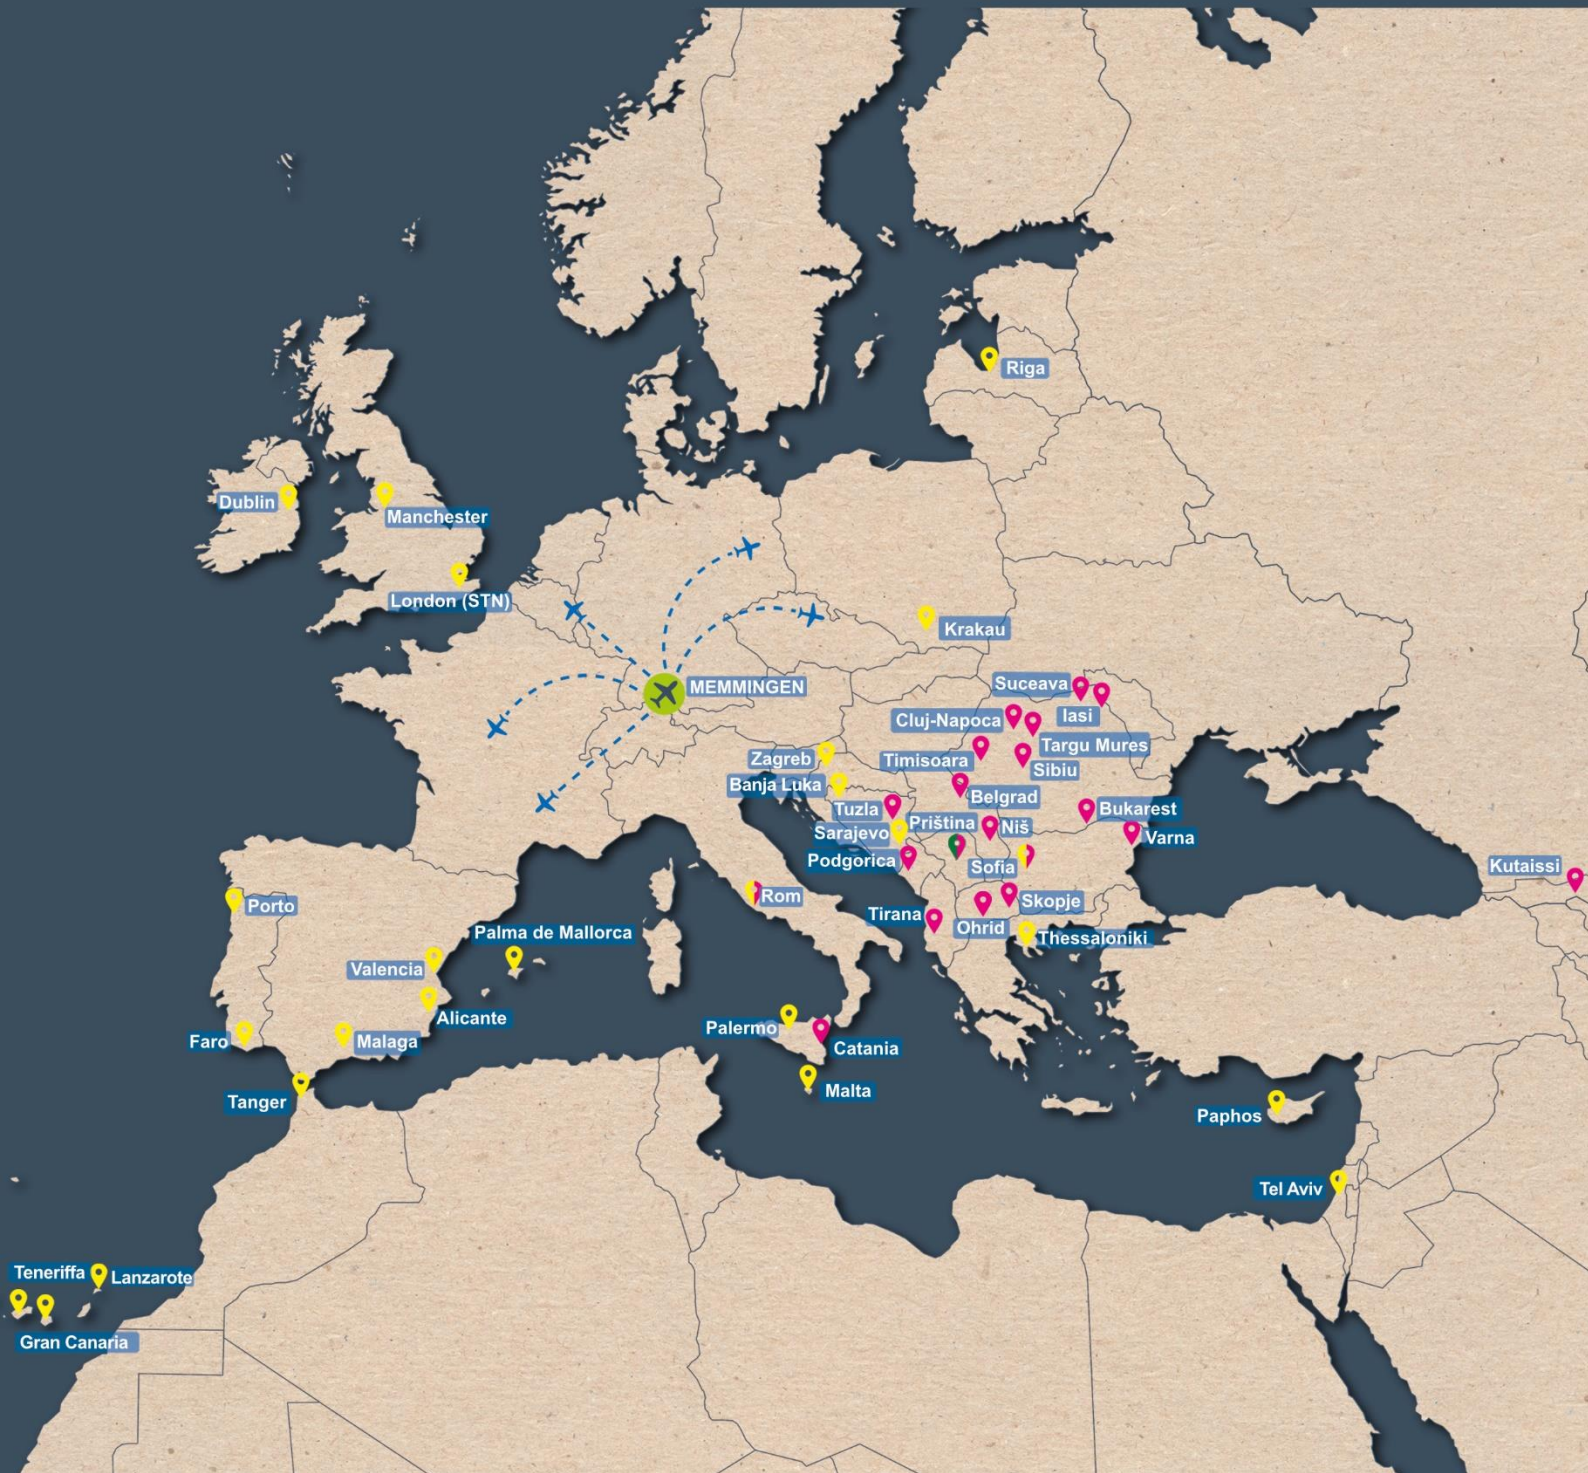 Riga
Dublin
Manchester
London (STN)
Krakau
MEMMINGEN
Suceava
Iasi
Cluj-Napoca
Targu Mures
Timisoara
Sibiu
Zagreb
Banja Luka
Belgrad
Tuzla
Bukarest
Priština
Niš
Sarajevo
Varna
Podgorica
Sofia
Kutaissi
Rom
Skopje
Porto
Tirana
Ohrid
Palma de Mallorca
Thessaloniki
Valencia
Alicante
Palermo
Faro
Malaga
Catania
Malta
Tanger
Paphos
Tel Aviv
Teneriffa
Lanzarote
Gran Canaria